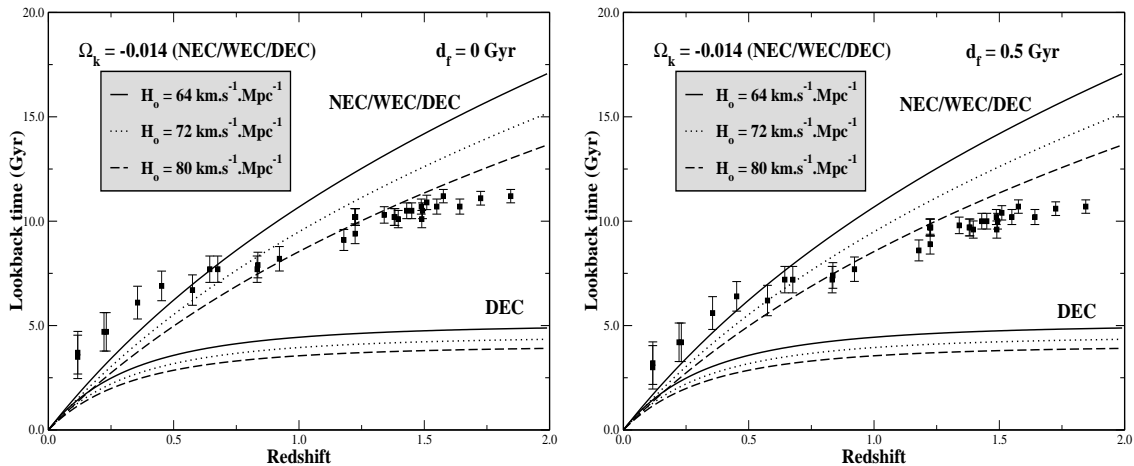 Ω_k = -0.014 (NEC/WEC/DEC)
d_f = 0 Gyr
H_o = 64 km.s^-1.Mpc^-1
H_o = 72 km.s^-1.Mpc^-1
H_o = 80 km.s^-1.Mpc^-1
NEC/WEC/DEC
DEC
Lookback time (Gyr)
20.0
15.0
10.0
5.0
0.0
0.0 0.5 1.0 1.5 2.0
Redshift
Ω_k = -0.014 (NEC/WEC/DEC)
d_f = 0.5 Gyr
H_o = 64 km.s^-1.Mpc^-1
H_o = 72 km.s^-1.Mpc^-1
H_o = 80 km.s^-1.Mpc^-1
NEC/WEC/DEC
DEC
Lookback time (Gyr)
20.0
15.0
10.0
5.0
0.0
0.0 0.5 1.0 1.5 2.0
Redshift